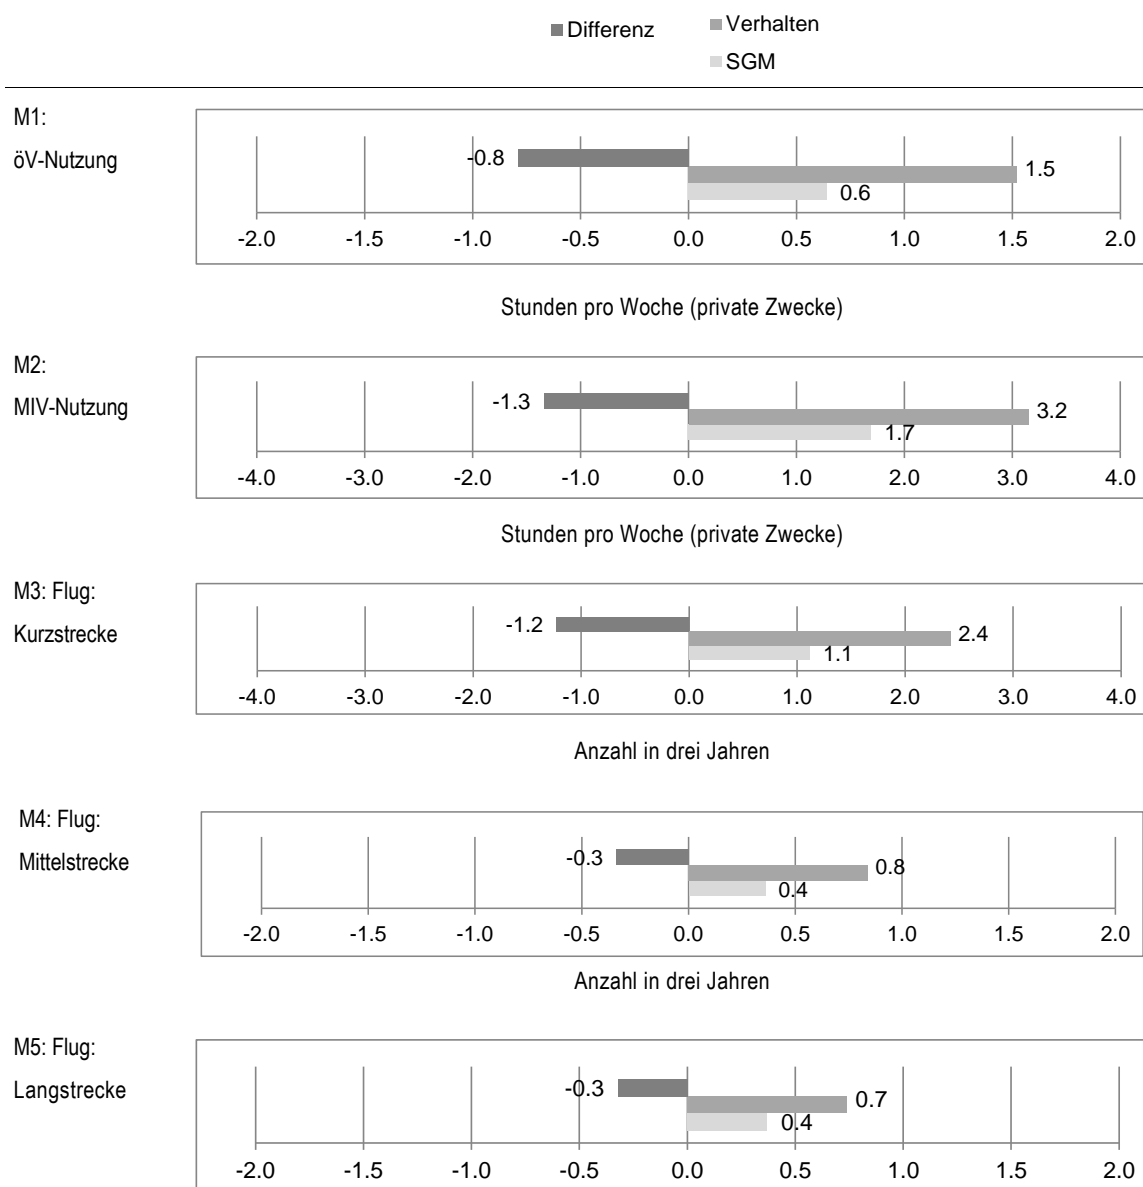 Differenz Verhalten
SGM
M1:
öV-Nutzung
-0.8
1.5
0.6
-2.0 -1.5 -1.0 -0.5 0.0 0.5 1.0 1.5 2.0
Stunden pro Woche (private Zwecke)
M2:
MIV-Nutzung
-1.3
3.2
1.7
-4.0 -3.0 -2.0 -1.0 0.0 1.0 2.0 3.0 4.0
Stunden pro Woche (private Zwecke)
M3: Flug:
Kurzstrecke
-1.2
2.4
1.1
-4.0 -3.0 -2.0 -1.0 0.0 1.0 2.0 3.0 4.0
Anzahl in drei Jahren
M4: Flug:
Mittelstrecke
-0.3
0.8
0.4
-2.0 -1.5 -1.0 -0.5 0.0 0.5 1.0 1.5 2.0
Anzahl in drei Jahren
M5: Flug:
Langstrecke
-0.3
0.7
0.4
-2.0 -1.5 -1.0 -0.5 0.0 0.5 1.0 1.5 2.0